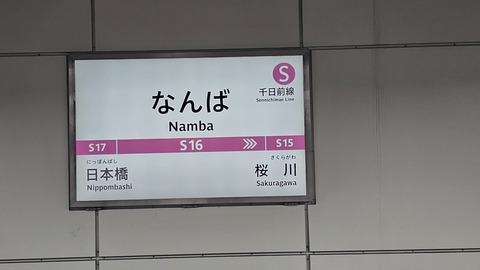 S
千日前線
Sennichimae Line
なんば
Namba
S17 S16 S15
にっぽんばし
日本橋
Nippombashi
さくらがわ
桜 川
Sakuragawa